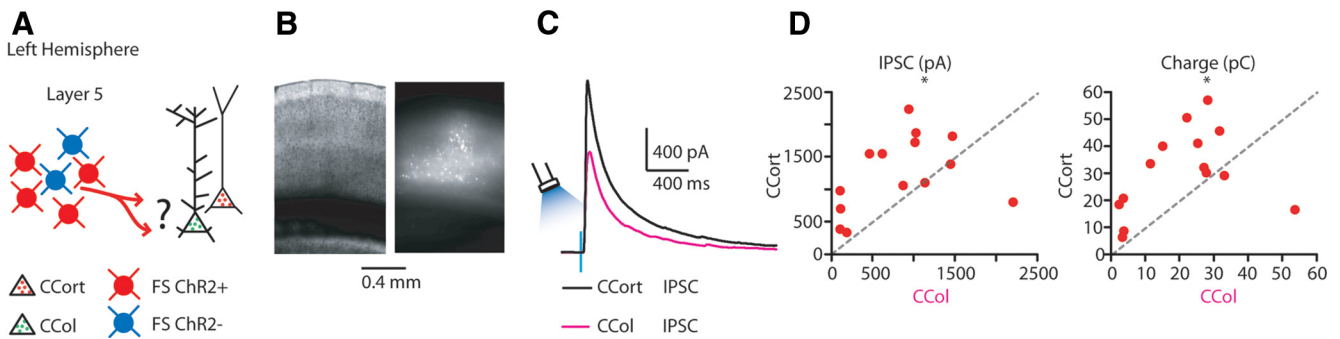 A
Left Hemisphere
Layer 5
?
CCort FS ChR2+
CCol FS ChR2-
B
0.4 mm
C
400 pA
400 ms
CCort IPSC
CCol IPSC
D
IPSC (pA)
*
2500
1500
500
0
CCort
0 500 1500 2500
CCol
Charge (pC)
*
60
50
40
30
20
10
0
CCort
0 10 20 30 40 50 60
CCol